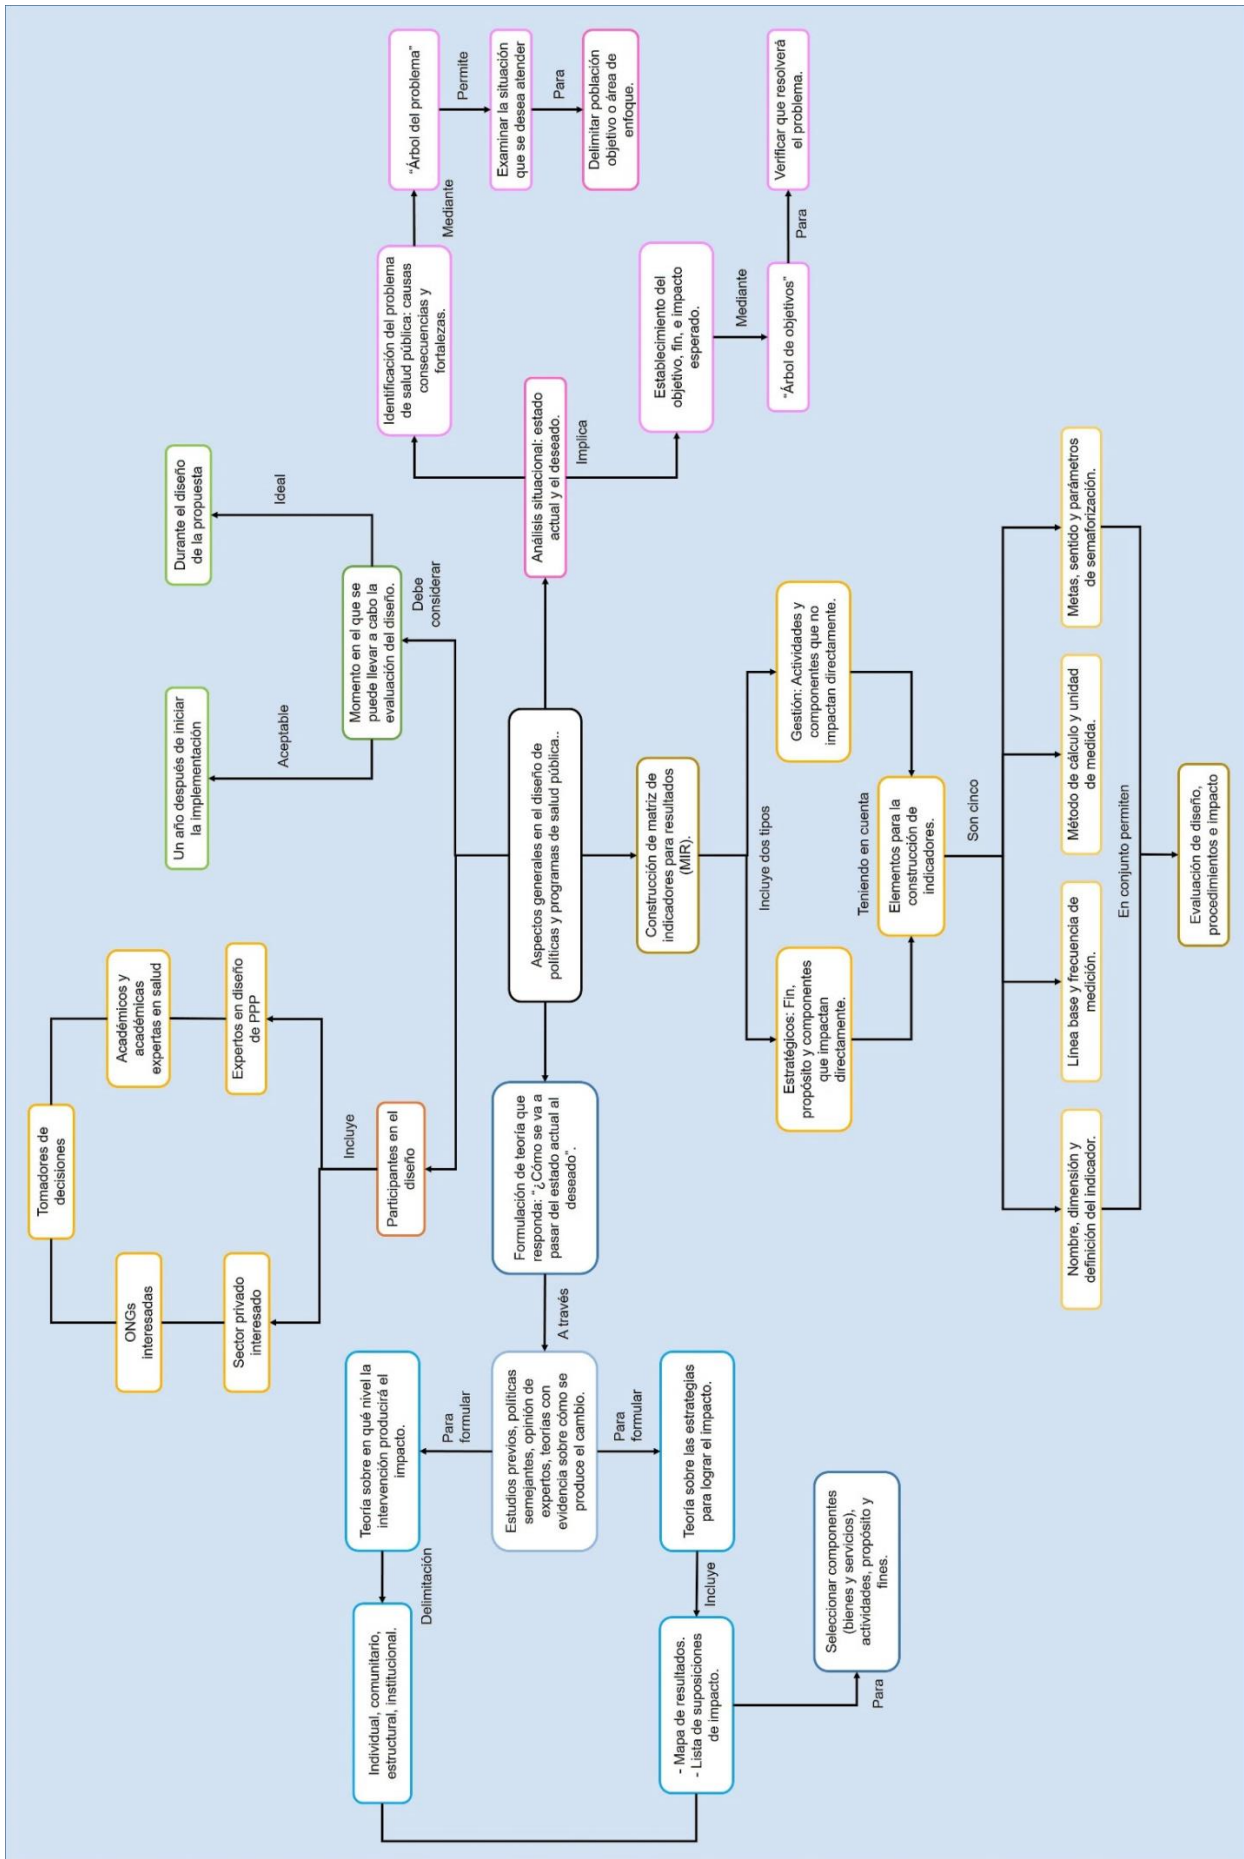 Tomadores de
decisiones
ONGs
interesadas
Académicos y
académicas
expertas en salud
Sector privado
interesado
Expertos en diseño
de PPP
Incluye
Participantes en el
diseño
Un año después de iniciar
la implementación
Durante el diseño
de la propuesta
Aceptable
Ideal
Momento en el que se
puede llevar a cabo la
evaluación del diseño.
Debe
considerar
Aspectos generales en el diseño de
políticas y programas de salud pública..
Formulación de teoría que
responda: “¿Cómo se va a
pasar del estado actual al
deseado”.
A través
Estudios previos, políticas
semejantes, opinión de
expertos, teorías con
evidencia sobre cómo se
produce el cambio.
Para
formular
Teoría sobre en qué nivel la
intervención producirá el
impacto.
Delimitación
Individual, comunitario,
estructural, institucional.
Para
formular
Teoría sobre las estrategias
para lograr el impacto.
Incluye
- Mapa de resultados.
- Lista de suposiciones
de impacto.
Para
Seleccionar componentes
(bienes y servicios),
actividades, propósito y
fines.
Análisis situacional: estado
actual y el deseado.
Implica
Identificación del problema
de salud pública: causas
consecuencias y
fortalezas.
Mediante
“Árbol del problema”
Permite
Examinar la situación
que se desea atender
Para
Delimitar población
objetivo o área de
enfoque.
Establecimiento del
objetivo, fin, e impacto
esperado.
Mediante
“Árbol de objetivos”
Para
Verificar que resolverá
el problema.
Construcción de matriz de
indicadores para resultados
(MIR).
Incluye dos tipos
Estratégicos: Fin,
propósito y componentes
que impactan
directamente.
Gestión: Actividades y
componentes que no
impactan directamente.
Teniendo en cuenta
Elementos para la
construcción de
indicadores.
Son cinco
Nombre, dimensión y
definición del indicador.
Línea base y frecuencia de
medición.
Método de cálculo y unidad
de medida.
Metas, sentido y parámetros
de semaforización.
En conjunto permiten
Evaluación de diseño,
procedimientos e impacto